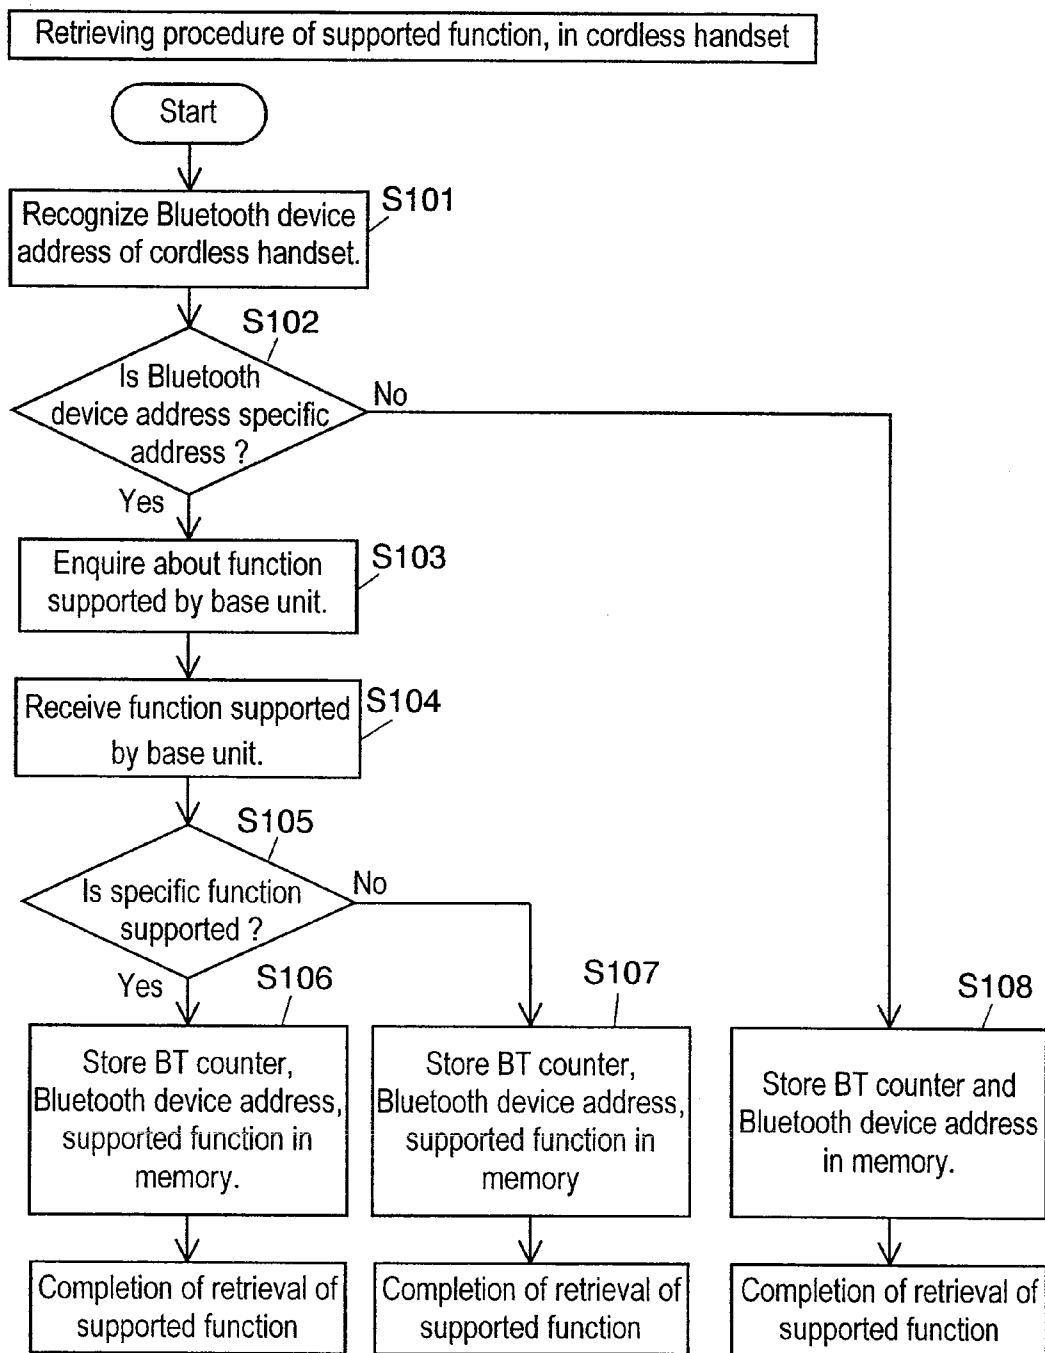 Retrieving procedure of supported function, in cordless handset
Start
S101
Recognize Bluetooth device
address of cordless handset.
S102
Is Bluetooth
device address specific
address ?
No
Yes
S103
Enquire about function
supported by base unit.
S104
Receive function supported
by base unit.
S105
Is specific function
supported ?
No
Yes
S106
Store BT counter,
Bluetooth device address,
supported function in
memory.
S107
Store BT counter,
Bluetooth device address,
supported function in
memory
S108
Store BT counter and
Bluetooth device address
in memory.
Completion of retrieval of
supported function
Completion of retrieval of
supported function
Completion of retrieval of
supported function